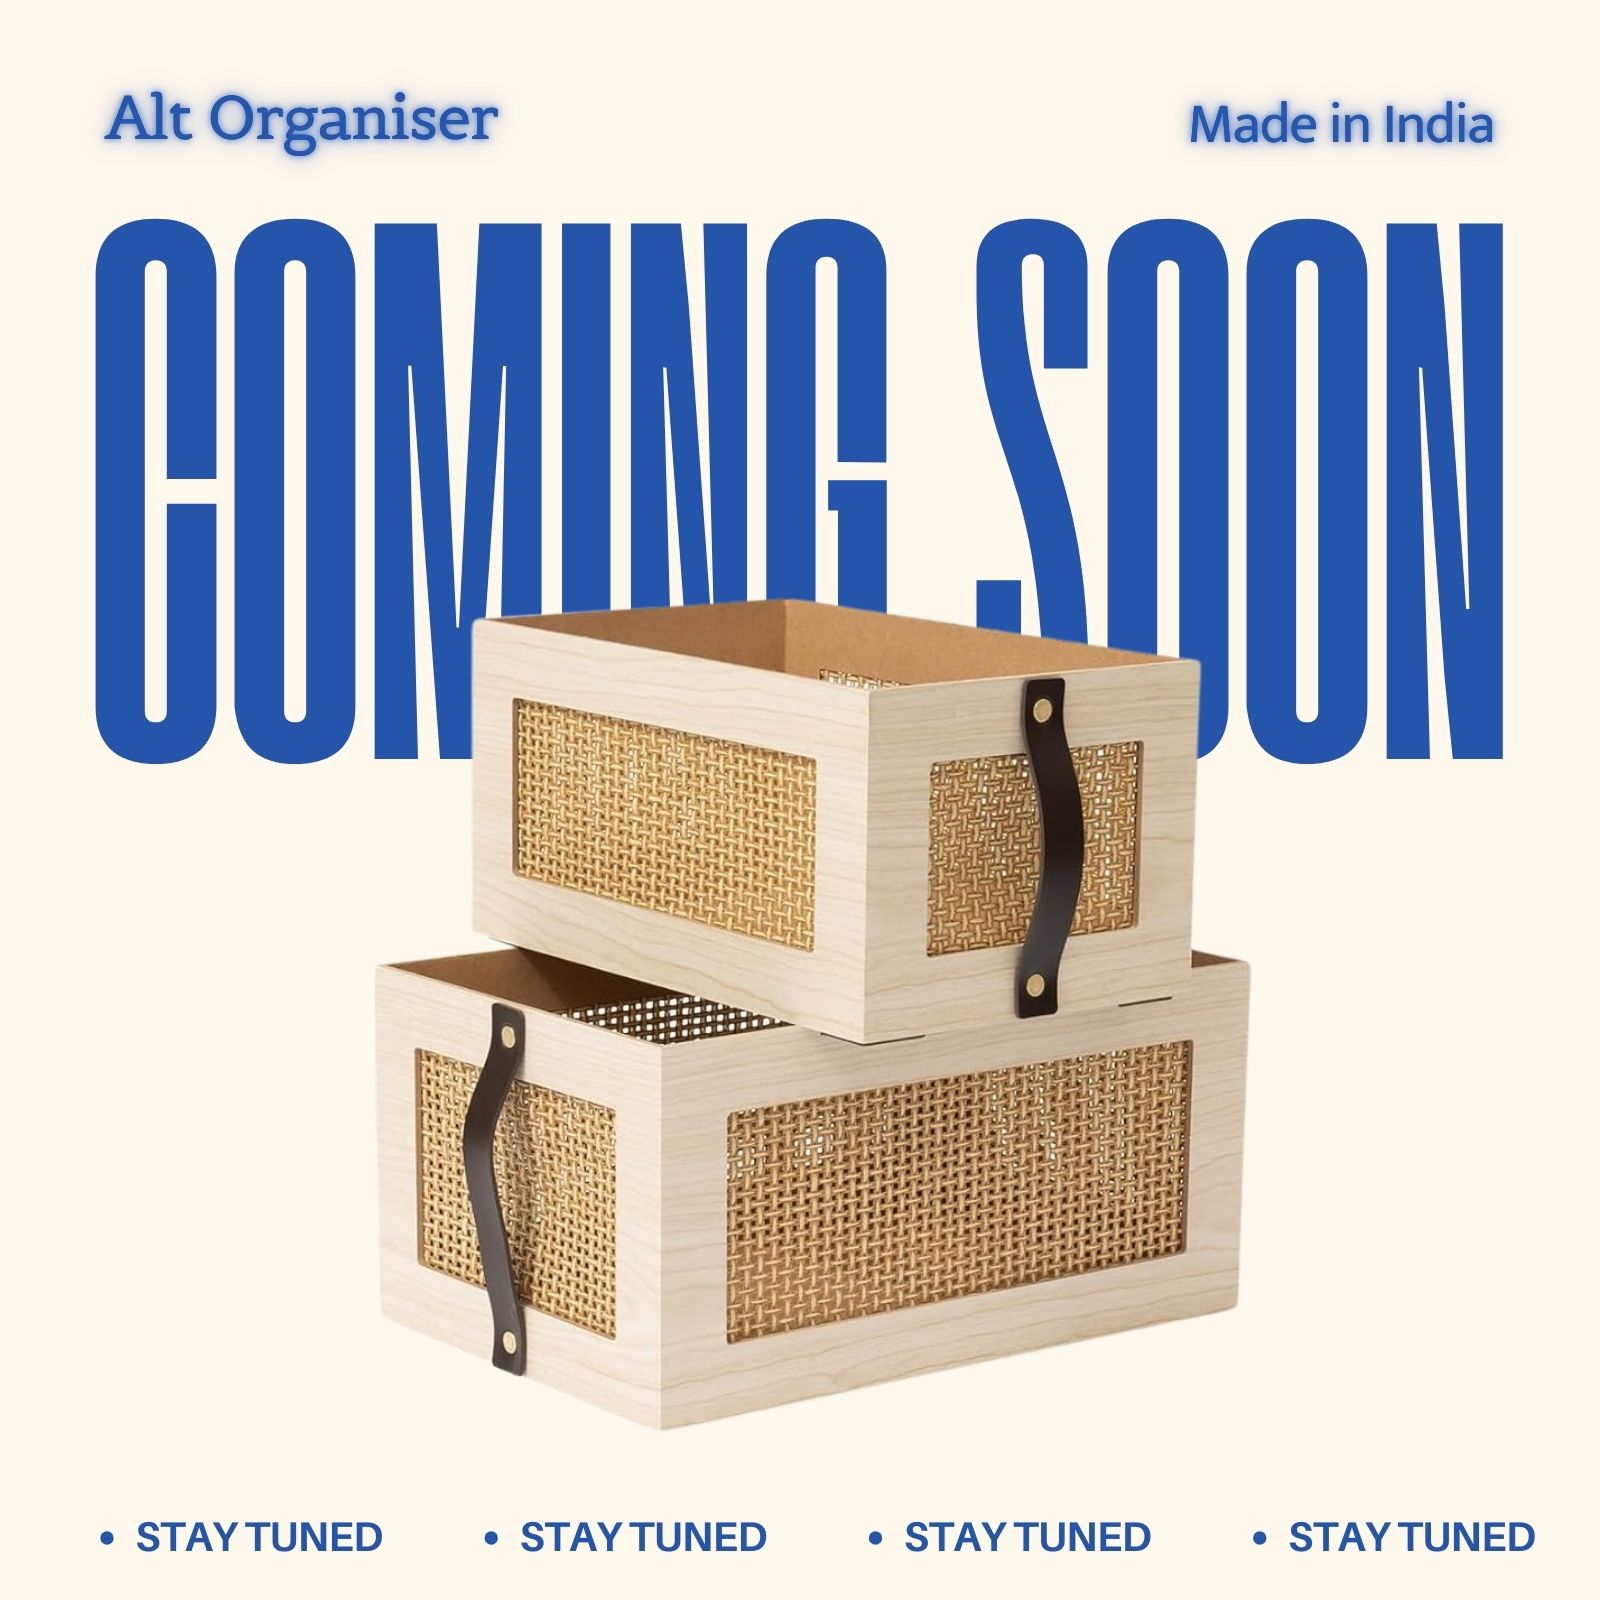 Alt Organiser
Made in India
COMING SOON
• STAY TUNED • STAY TUNED • STAY TUNED • STAY TUNED